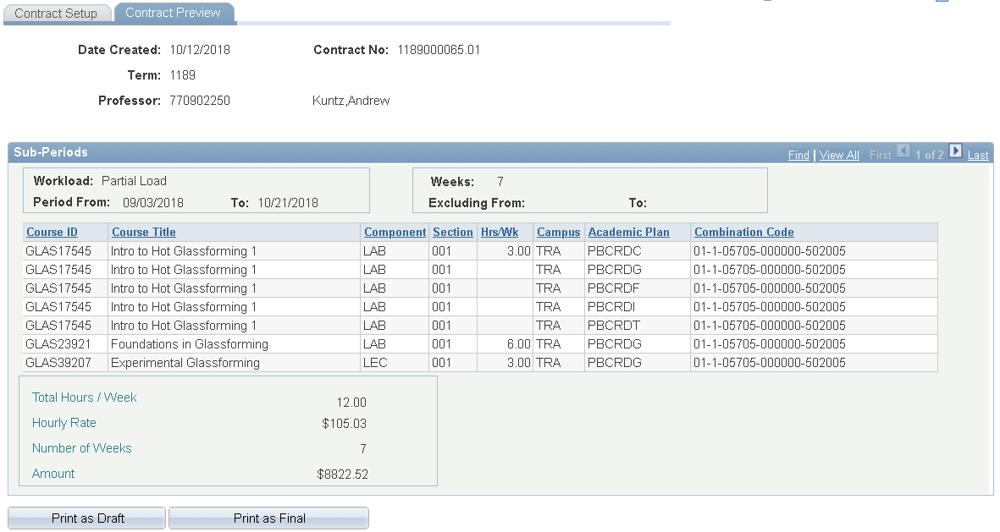 Contract Setup Contract Preview
Date Created: 10/12/2018 Contract No: 1189000065.01
Term: 1189
Professor: 770902250 Kuntz,Andrew
Sub-Periods Find | View All First 1 of 2 Last
Workload: Partial Load Weeks: 7
Period From: 09/03/2018 To: 10/21/2018 Excluding From: To:
Course ID Course Title Component Section Hrs/Wk Campus Academic Plan Combination Code
GLAS17545 Intro to Hot Glassforming 1 LAB 001 3.00 TRA PBCRDC 01-1-05705-000000-502005
GLAS17545 Intro to Hot Glassforming 1 LAB 001 TRA PBCRDG 01-1-05705-000000-502005
GLAS17545 Intro to Hot Glassforming 1 LAB 001 TRA PBCRDF 01-1-05705-000000-502005
GLAS17545 Intro to Hot Glassforming 1 LAB 001 TRA PBCRDI 01-1-05705-000000-502005
GLAS17545 Intro to Hot Glassforming 1 LAB 001 TRA PBCRDT 01-1-05705-000000-502005
GLAS23921 Foundations in Glassforming LAB 001 6.00 TRA PBCRDG 01-1-05705-000000-502005
GLAS39207 Experimental Glassforming LEC 001 3.00 TRA PBCRDG 01-1-05705-000000-502005
Total Hours / Week 12.00
Hourly Rate $105.03
Number of Weeks 7
Amount $8822.52
Print as Draft Print as Final